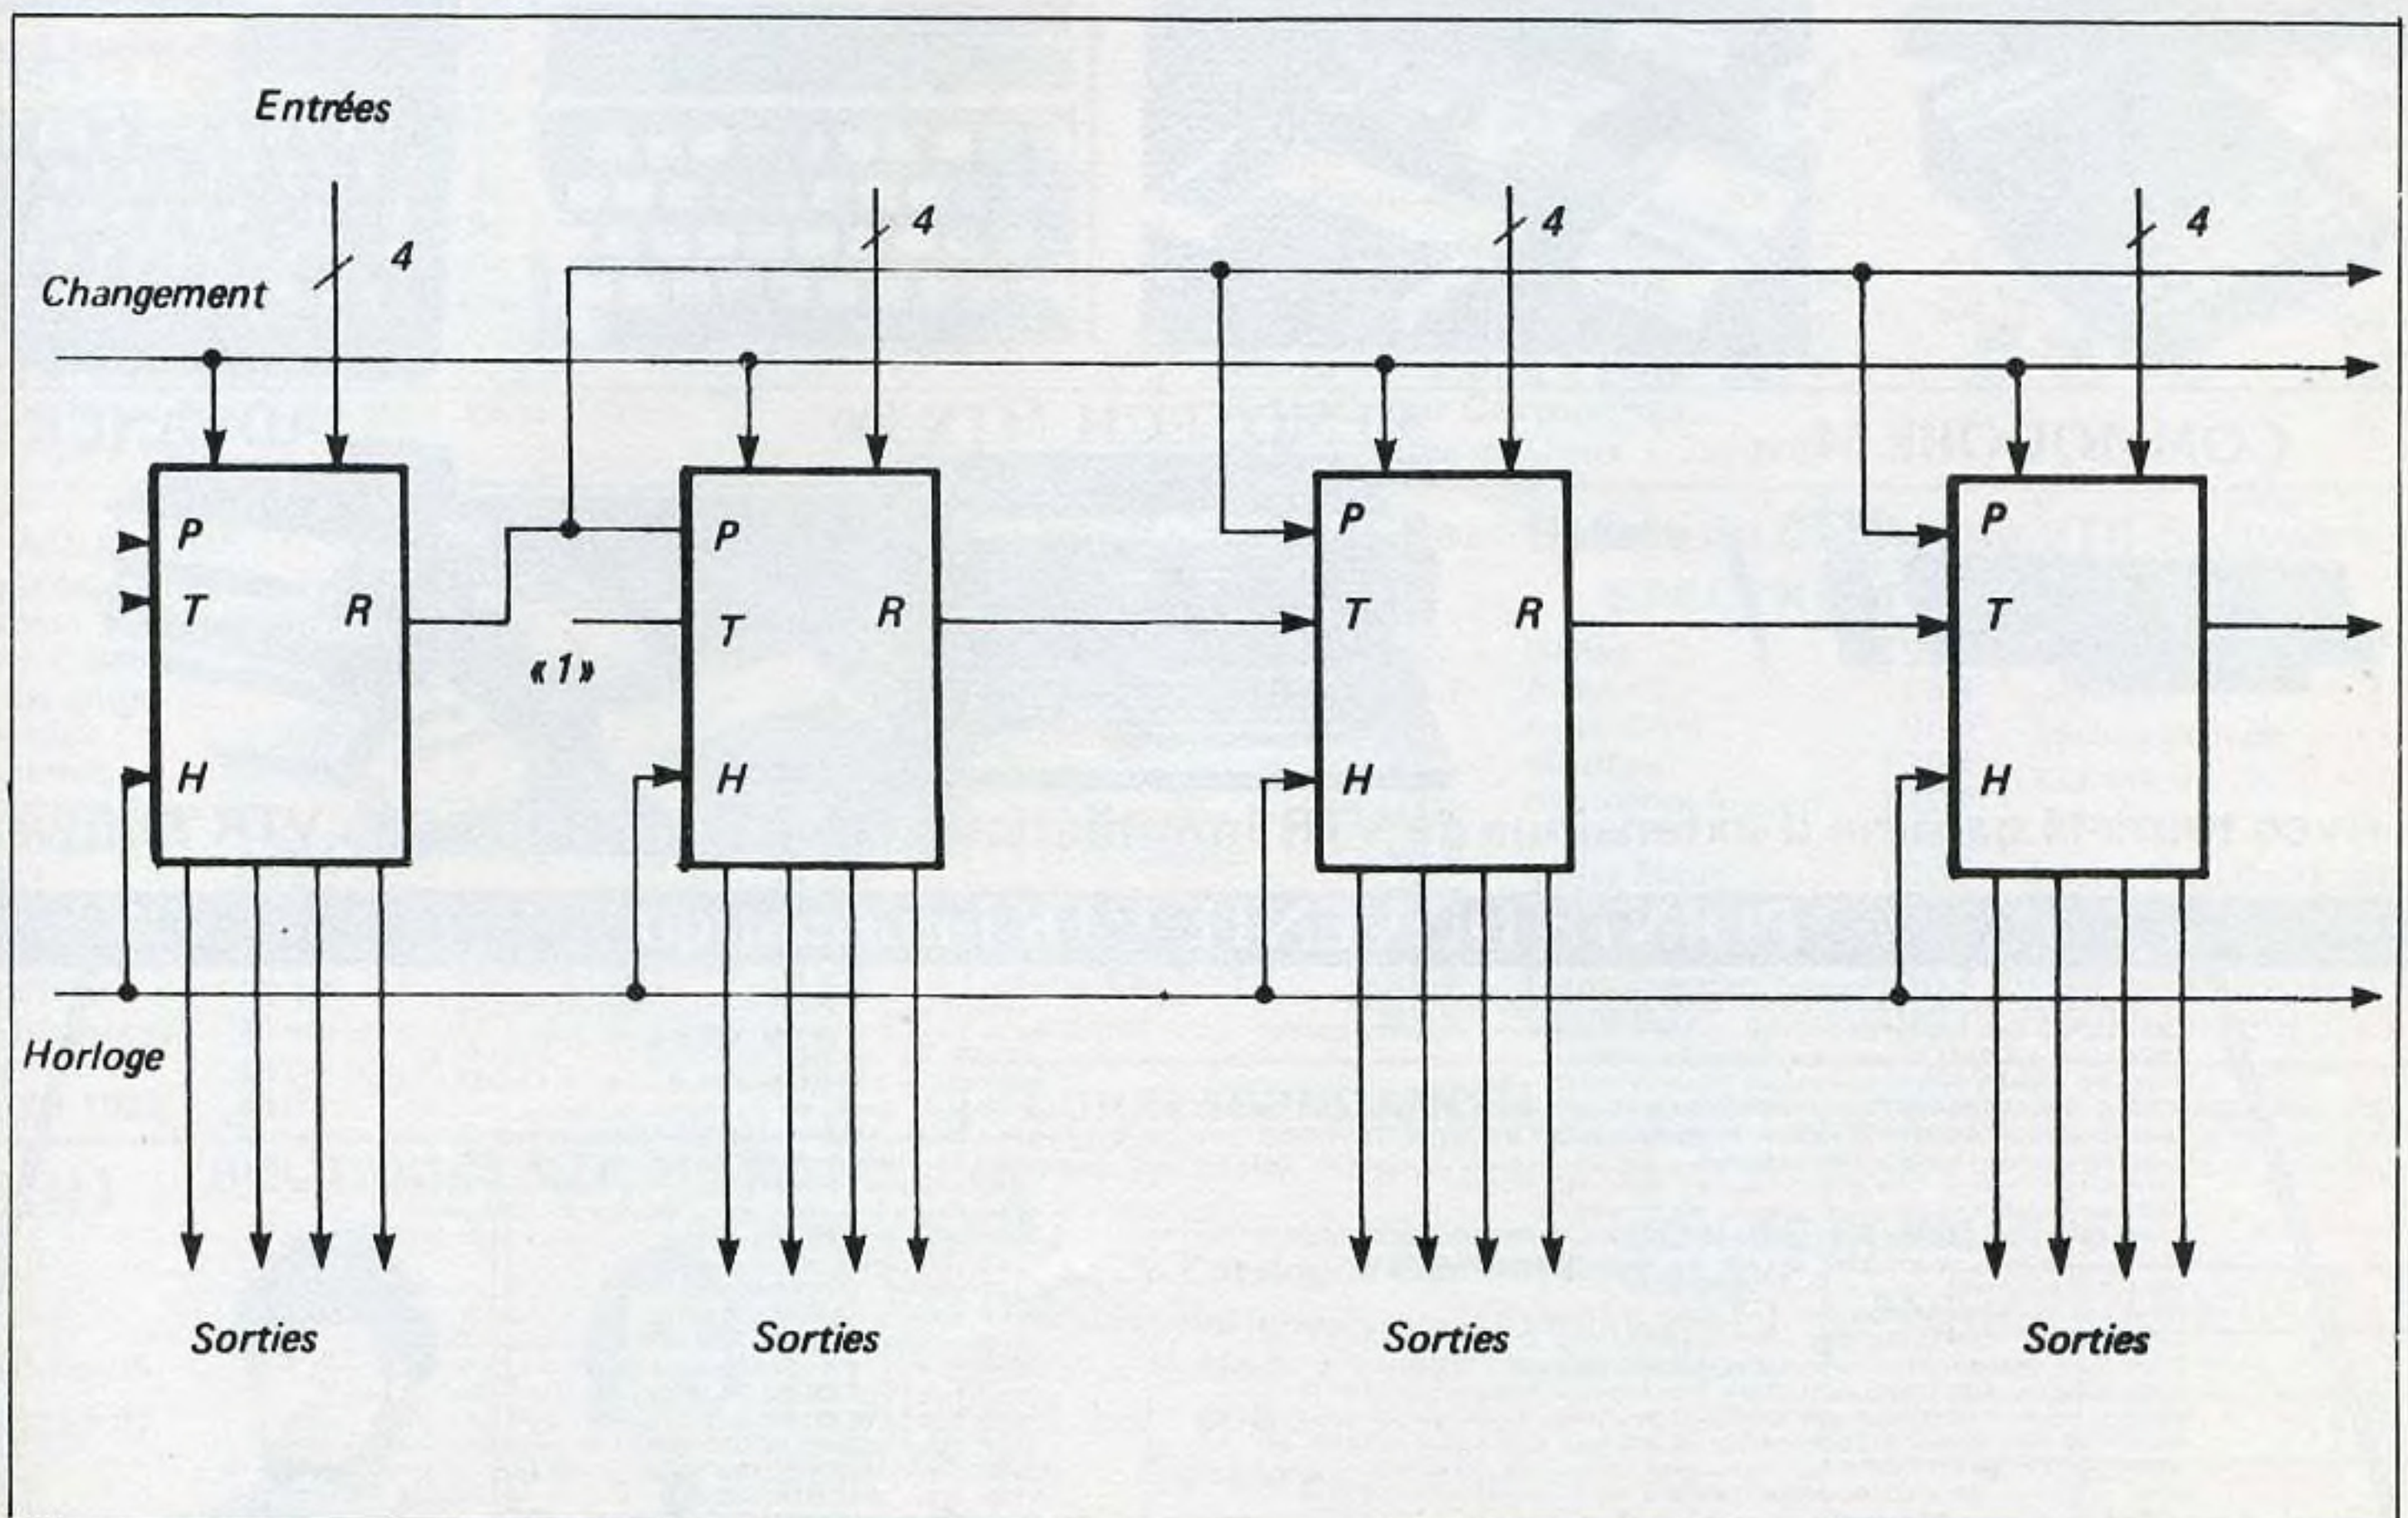 Entrées
4
4
4
4
Changement
P
T
R
H
«1»
P
T
R
H
P
T
R
H
P
T
H
Horloge
Sorties
Sorties
Sorties
Sorties